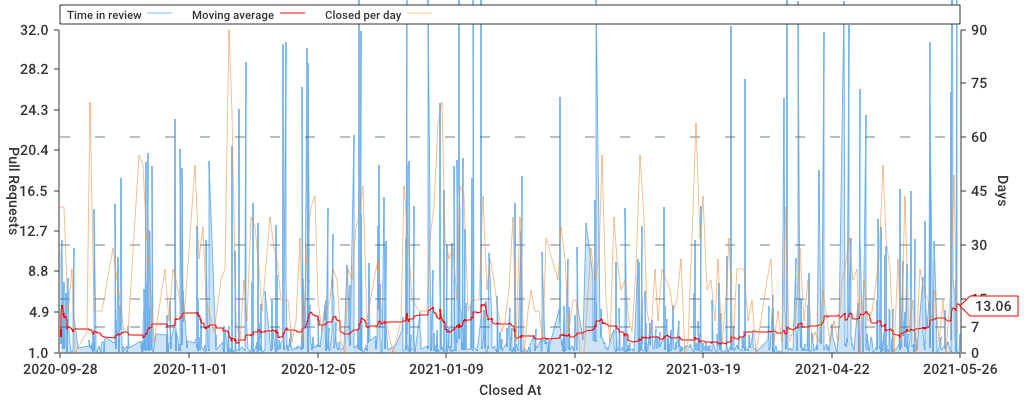 Time in review Moving average Closed per day
32.0 90
28.2 75
24.3
60
20.4
16.5 45
12.7
30
8.8
4.9 13.06
7
1.0 0
Pull Requests
Days
2020-09-28 2020-11-01 2020-12-05 2021-01-09 2021-02-12 2021-03-19 2021-04-22 2021-05-26
Closed At